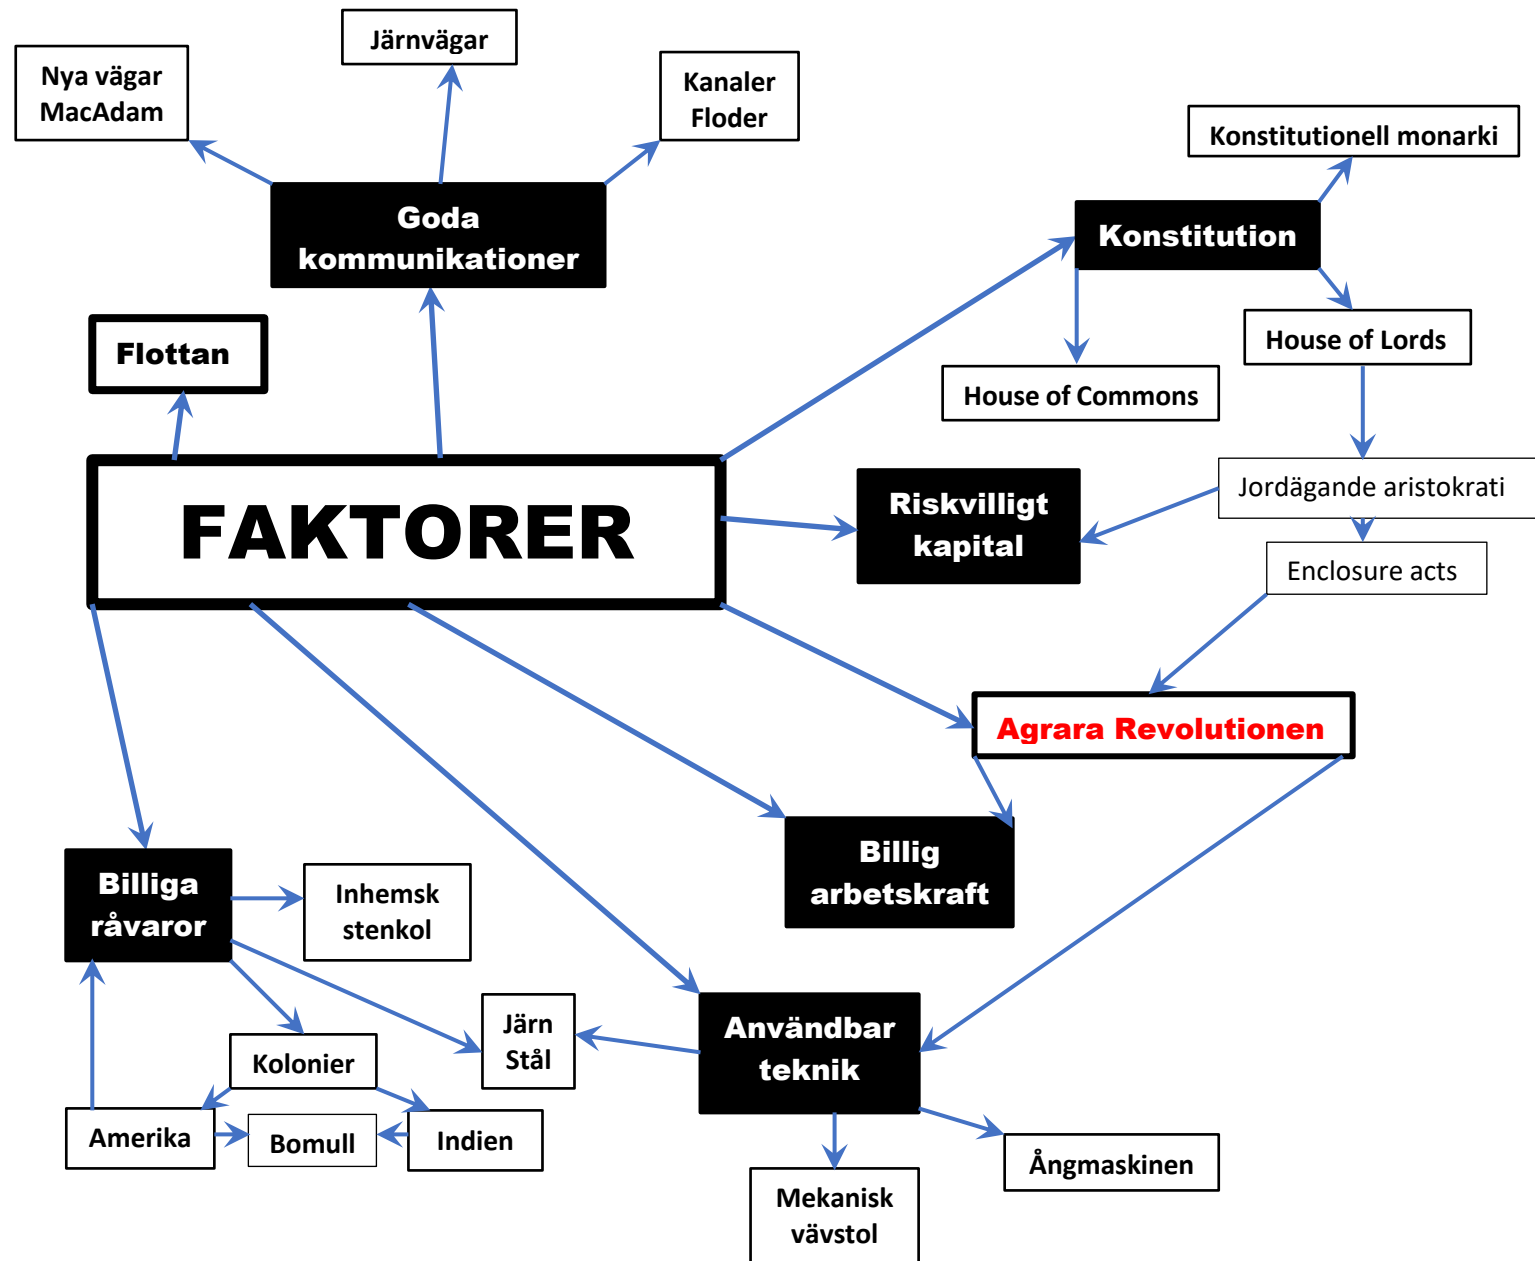 Järnvägar
Nya vägar
MacAdam
Kanaler
Floder
Konstitutionell monarki
Goda
kommunikationer
Konstitution
Flottan
House of Lords
House of Commons
FAKTORER
Riskvilligt
kapital
Jordägande aristokrati
Enclosure acts
Agrara Revolutionen
Billig
arbetskraft
Billiga
råvaror
Inhemsk
stenkol
Järn
Stål
Användbar
teknik
Kolonier
Amerika
Bomull
Indien
Ångmaskinen
Mekanisk
vävstol